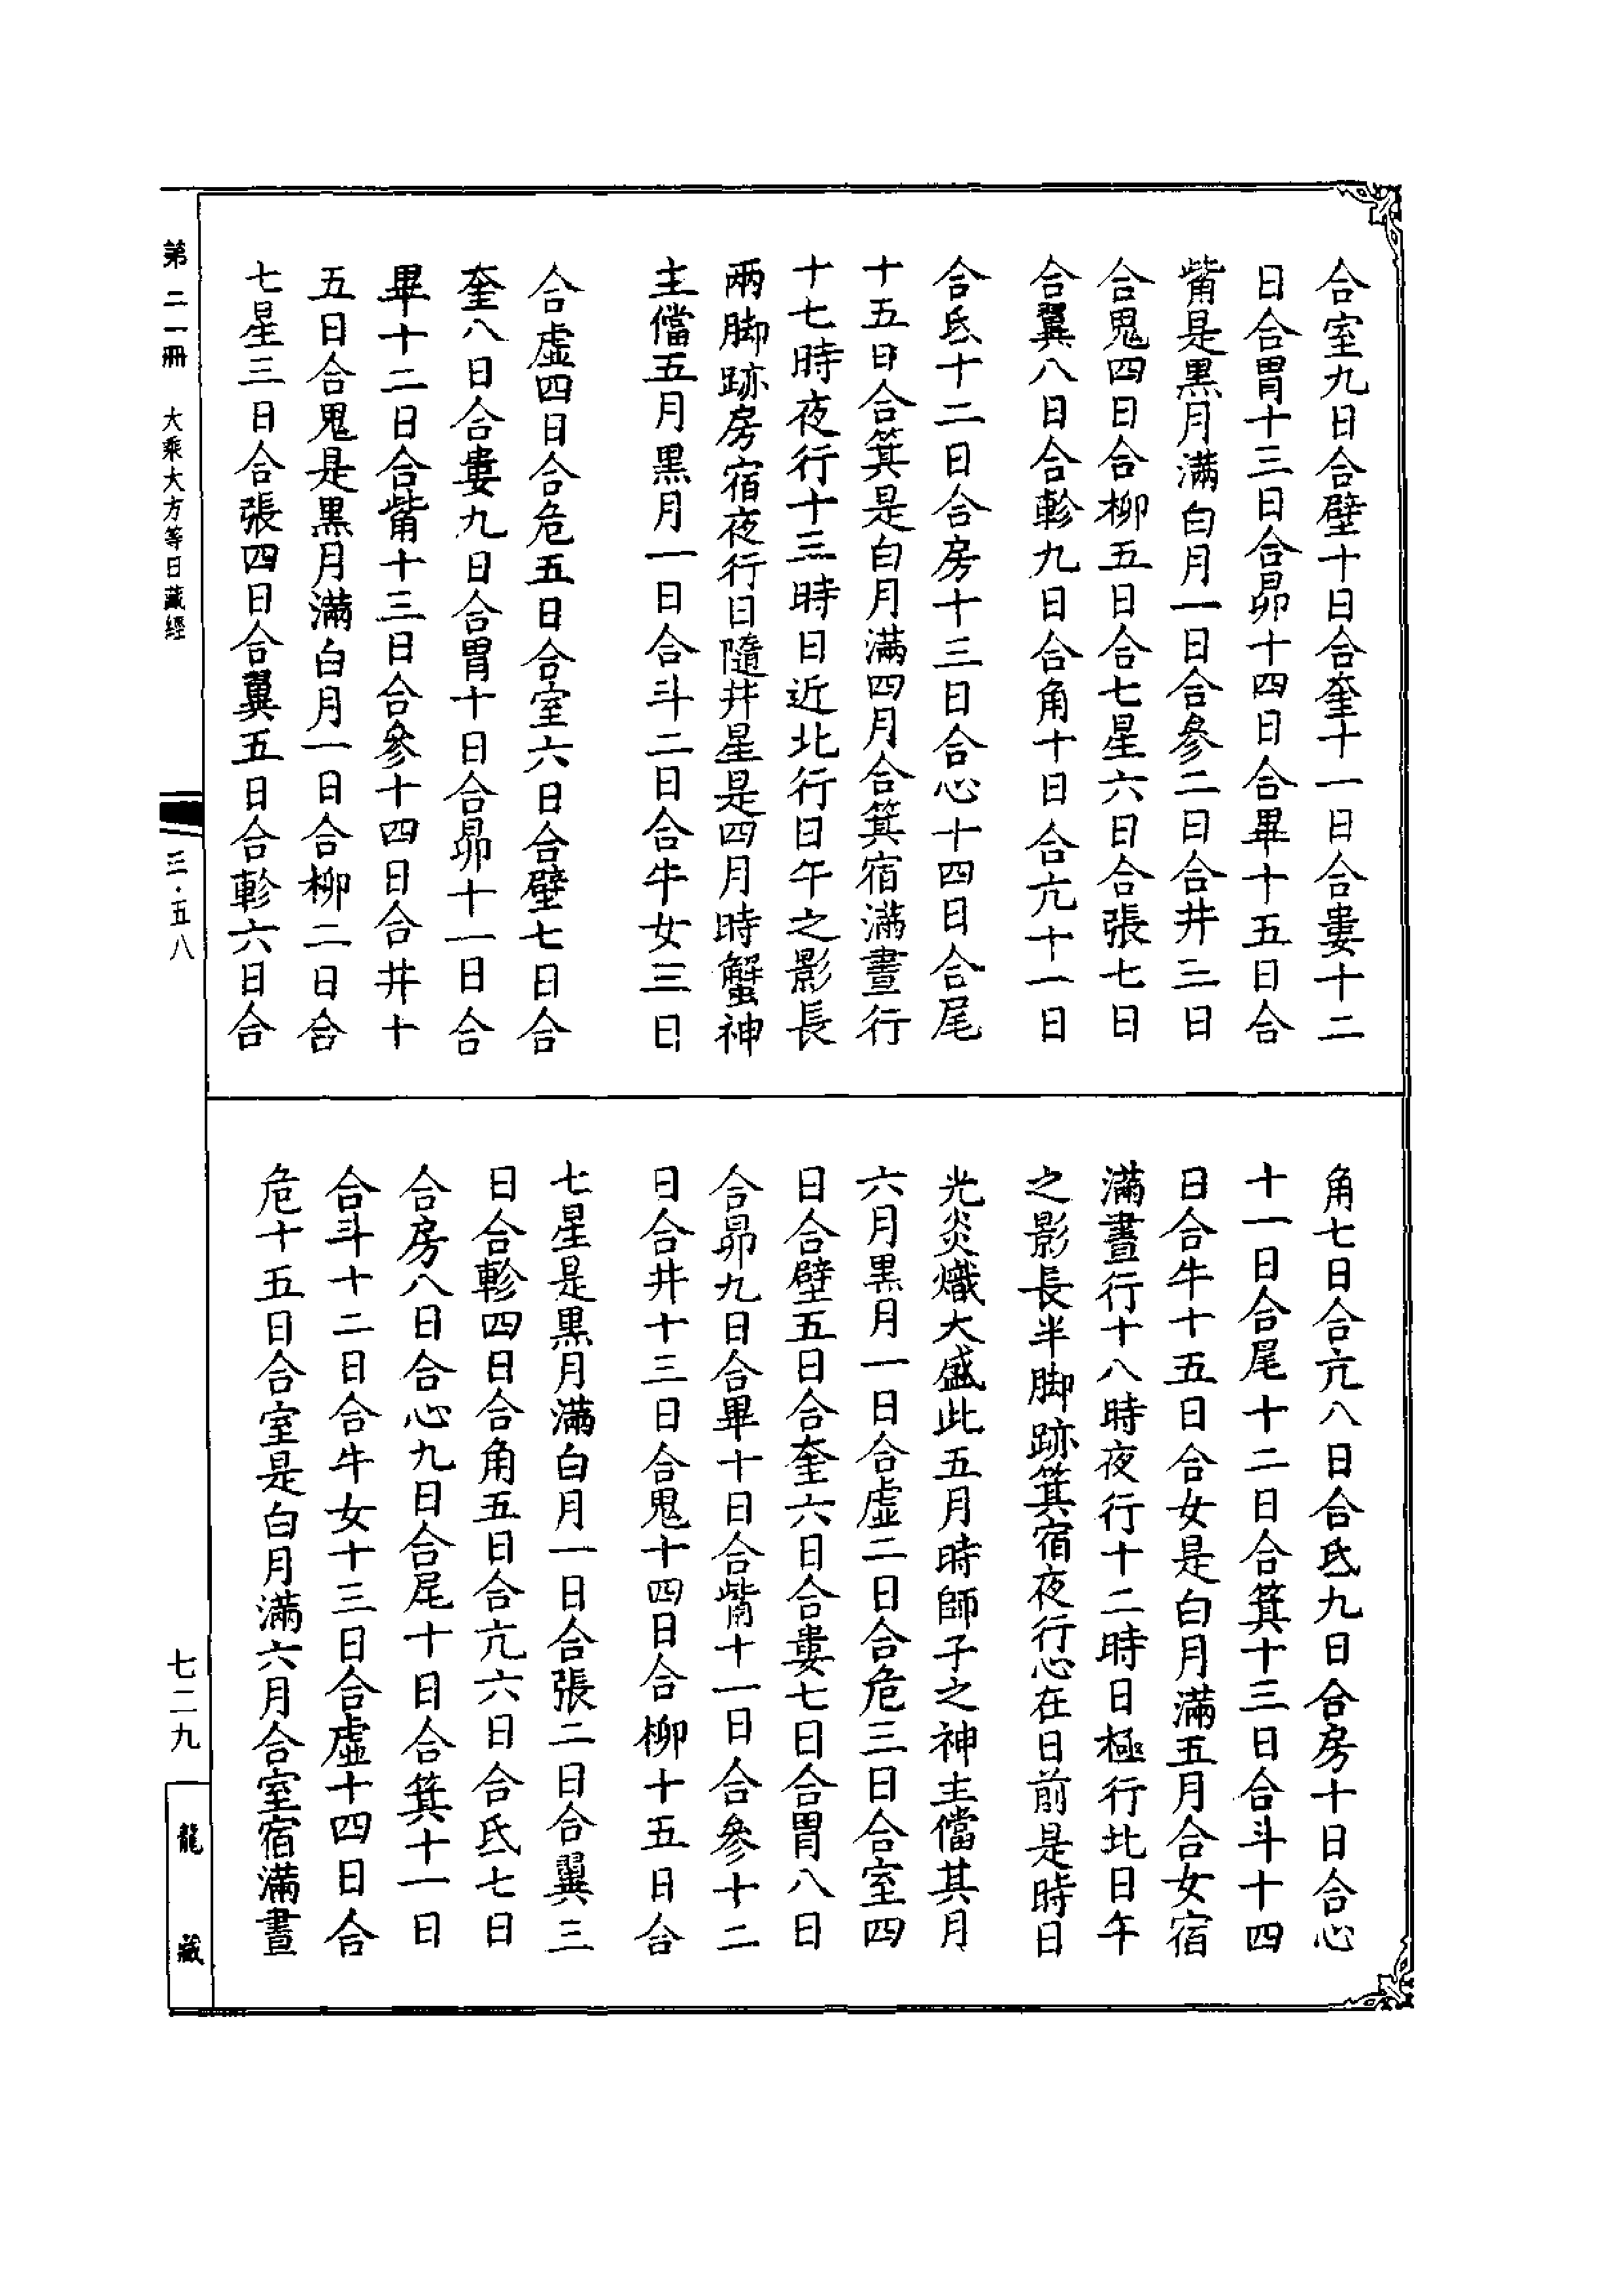 合室九日合壁十日合奎十一日合婁十二
日合胃十三日合昴十四日合畢十五日合
觜是黑月滿白月一日合參二日合井三日
合鬼四日合柳五日合七星六日合張七日
合翼八日合軫九日合角十日合亢十一日
合氐十二日合房十三日合心十四日合尾
十五日合箕是白月滿四月合箕宿滿晝行
十七時夜行十三時日近北行日午之影長
兩脚跡房宿夜行日隨井星是四月時蟹神
主儅五月黑月一日合斗二日合牛女三日
合虛四日合危五日合室六日合壁七日合
奎八日合婁九日合胃十日合昴十一日合
畢十二日合觜十三日合參十四日合井十
五日合鬼是黑月滿白月一日合柳二日合
七星三日合張四日合翼五日合軫六日合
角七日合亢八日合氐九日合房十日合心
十一日合尾十二日合箕十三日合斗十四
日合牛十五日合女是白月滿五月合女宿
滿晝行十八時夜行十二時日極行北日午
之影長半脚跡箕宿夜行心在日前是時日
光炎熾大盛此五月時師子之神主儅其月
六月黑月一日合虛二日合危三日合室四
日合壁五日合奎六日合婁七日合胃八日
合昴九日合畢十日合觜十一日合參十二
日合井十三日合鬼十四日合柳十五日合
七星是黑月滿白月一日合張二日合翼三
日合軫四日合角五日合亢六日合氐七日
合房八日合心九日合尾十日合箕十一日
合斗十二日合牛女十三日合虛十四日合
危十五日合室是白月滿六月合室宿滿晝
第二一冊 大乘大方等日藏經
三·五八
七二九
龍藏